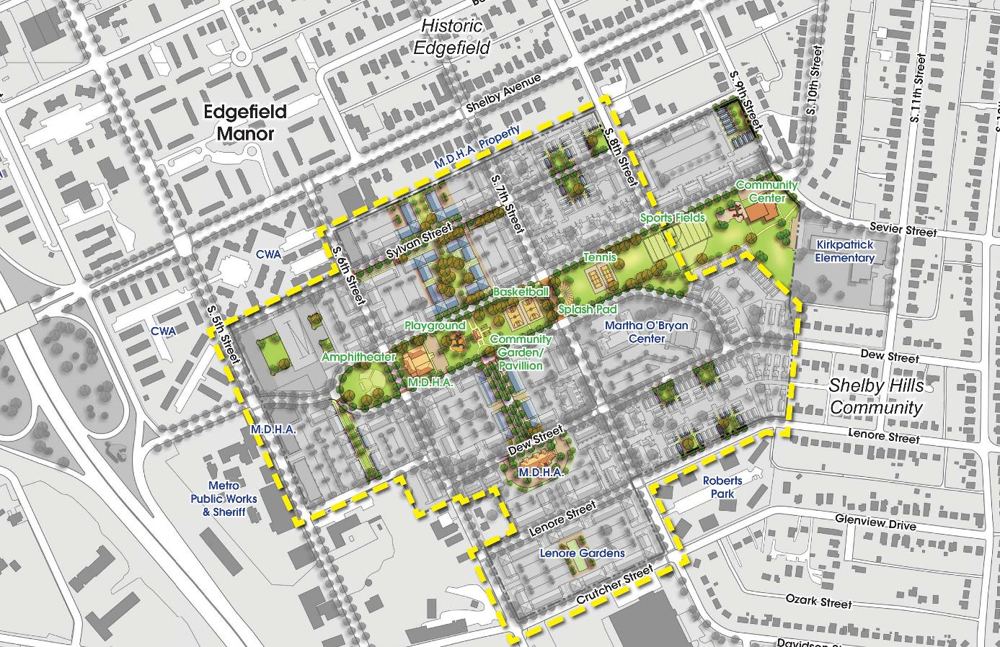 Historic
Edgefield
Shelby Avenue
Edgefield
Manor
M.D.H.A. Property
S. 9th Street
S. 10th Street
S. 11th Street
S. 8th Street
S. 7th Street
Community
Center
Sports Fields
Sevier Street
Kirkpatrick
Elementary
Sylvan Street
CWA
S. 6th Street
Tennis
Basketball
Splash Pad
S. 5th Street
CWA
Playground
Martha O'Bryan
Center
Community
Garden/
Pavillion
Amphitheater
M.D.H.A.
Dew Street
Shelby Hills
Community
M.D.H.A.
Dew Street
Lenore Street
M.D.H.A.
Metro
Public Works
& Sheriff
Roberts
Park
Lenore Street
Glenview Drive
Lenore Gardens
Crutcher Street
Ozark Street
Davidson